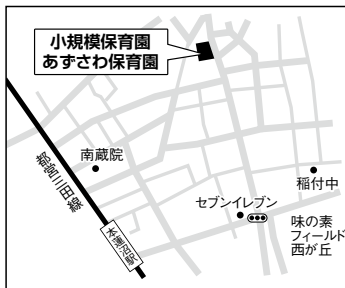 小規模保育園
あずさわ保育園
南蔵院
都営三田線
本蓮沼駅
セブンイレブン
稲付中
味の素
フィールド
西が丘